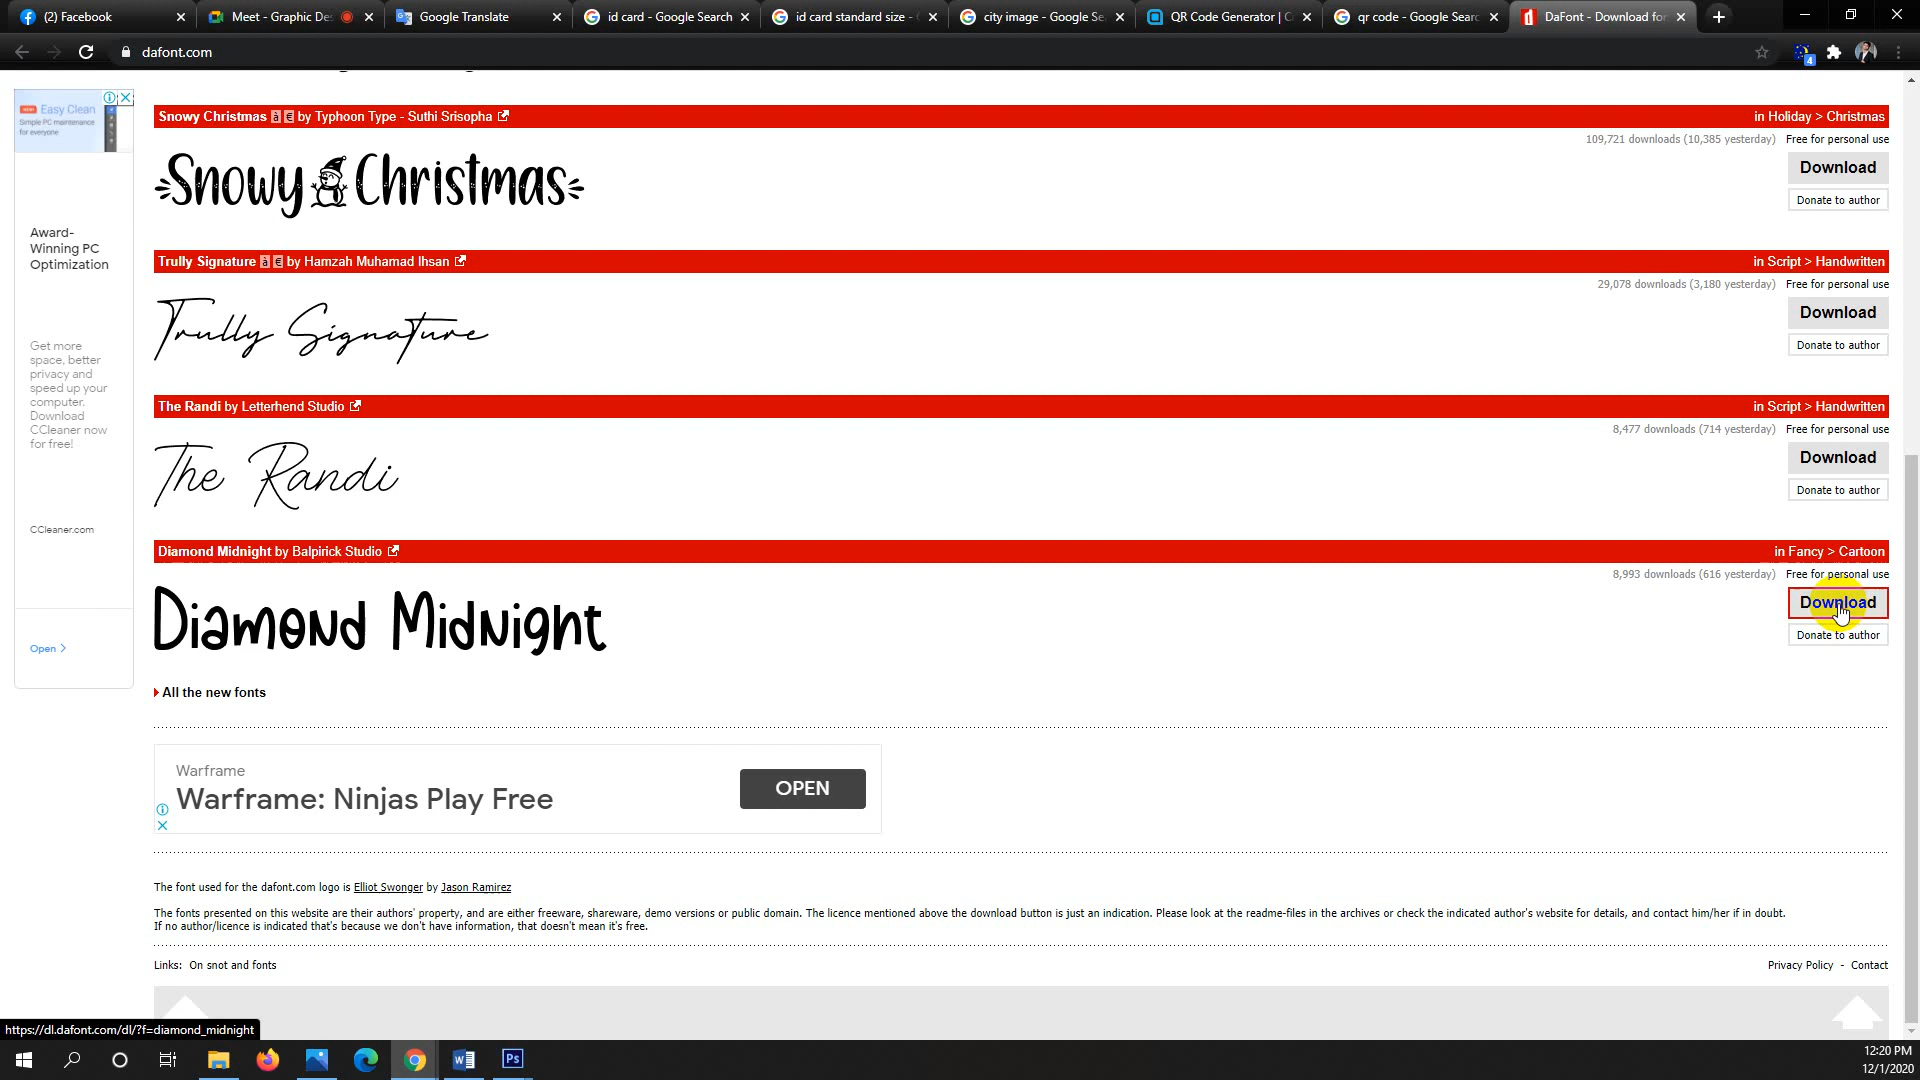 (2) Facebook
Meet - Graphic De
Google Translate
id card - Google Search
id card standard size -
city image - Google Se
QR Code Generator | C
qr code - Google Searc
DaFont - Download fo
dafont.com
4
Easy Clean
Simple PC maintenance
for everyone
Award-
Winning PC
Optimization
Get more
space, better
privacy and
speed up your
computer.
Download
CCleaner now
for free!
CCleaner.com
Open >
Snowy Christmas à € by Typhoon Type - Suthi Srisopha
in Holiday > Christmas
109,721 downloads (10,385 yesterday) Free for personal use
Snowy Christmas
Download
Donate to author
Trully Signature à € by Hamzah Muhamad Ihsan
in Script > Handwritten
29,078 downloads (3,180 yesterday) Free for personal use
Trully Signature
Download
Donate to author
The Randi by Letterhend Studio
in Script > Handwritten
8,477 downloads (714 yesterday) Free for personal use
The Randi
Download
Donate to author
Diamond Midnight by Balpirick Studio
in Fancy > Cartoon
8,993 downloads (616 yesterday) Free for personal use
Diamond Midnight
Download
Donate to author
All the new fonts
Warframe
Warframe: Ninjas Play Free
OPEN
The font used for the dafont.com logo is Elliot Swonger by Jason Ramirez
The fonts presented on this website are their authors' property, and are either freeware, shareware, demo versions or public domain. The licence mentioned above the download button is just an indication. Please look at the readme-files in the archives or check the indicated author's website for details, and contact him/her if in doubt.
If no author/licence is indicated that's because we don't have information, that doesn't mean it's free.
Links: On snot and fonts
Privacy Policy - Contact
https://dl.dafont.com/dl/?f=diamond_midnight
Ps
12:20 PM
12/1/2020